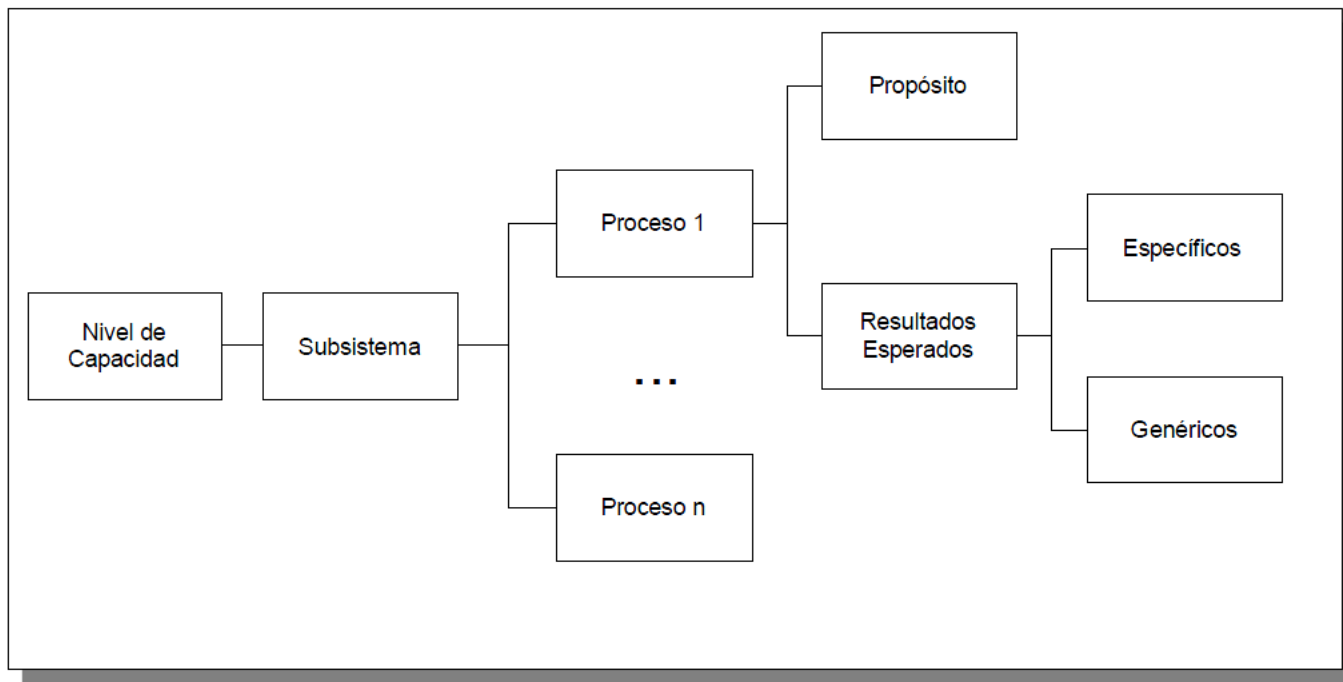 Propósito
Proceso 1
Específicos
Nivel de
Capacidad
Subsistema
Resultados
Esperados
...
Genéricos
Proceso n